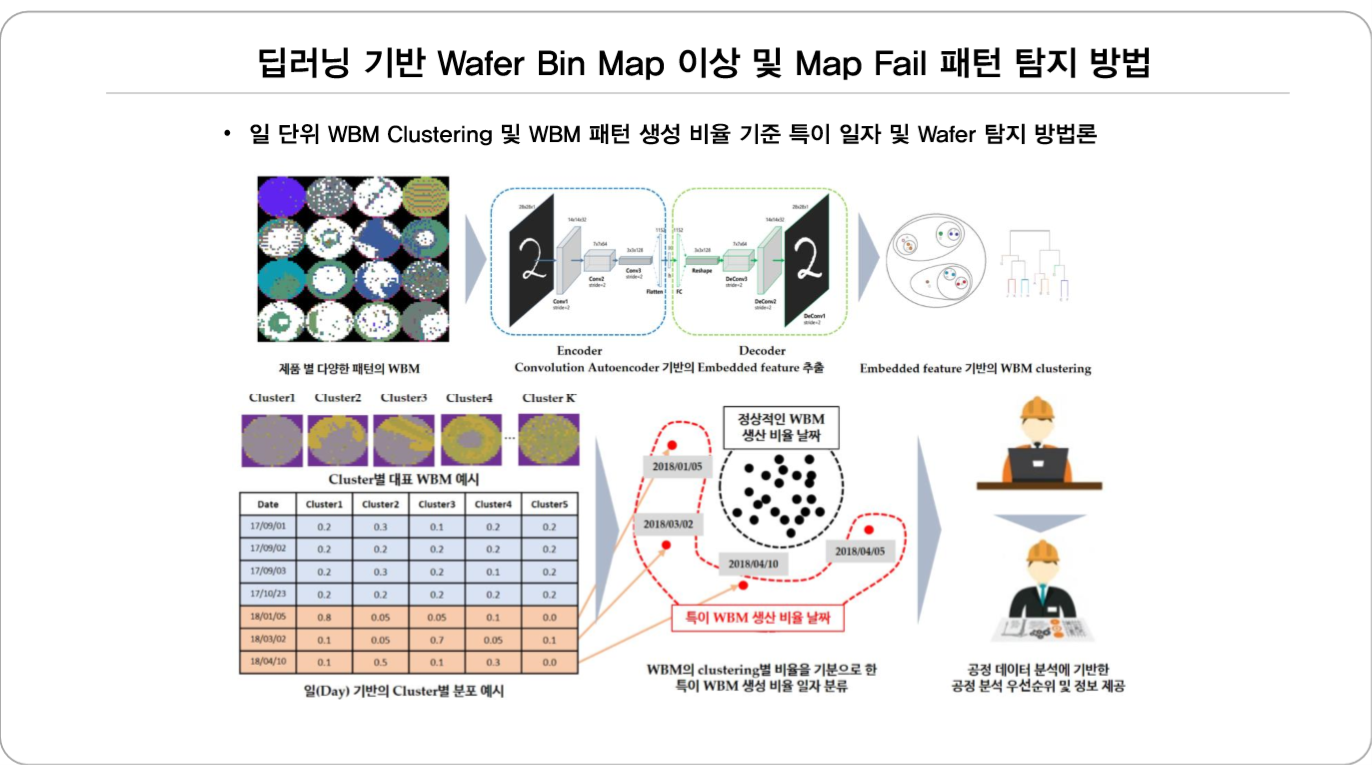 딥러닝 기반 Wafer Bin Map 이상 및 Map Fail 패턴 탐지 방법
• 일 단위 WBM Clustering 및 WBM 패턴 생성 비율 기준 특이 일자 및 Wafer 탐지 방법론
제품 별 다양한 패턴의 WBM
28x28x1
14x14x32
7x7x64
3x3x128
1152
Conv1
stride=2
Conv2
stride=2
Conv3
stride=2
Flatten
1152
FC
3x3x128
Reshape
7x7x64
DeConv3
stride=2
14x14x32
DeConv2
stride=2
28x28x1
DeConv1
stride=2
Encoder
Decoder
Convolution Autoencoder 기반의 Embedded feature 추출
Embedded feature 기반의 WBM clustering
Cluster1 Cluster2 Cluster3 Cluster4 Cluster K
...
Cluster별 대표 WBM 예시
Date Cluster1 Cluster2 Cluster3 Cluster4 Cluster5
17/09/01 0.2 0.3 0.1 0.2 0.2
17/09/02 0.2 0.2 0.2 0.2 0.2
17/09/03 0.2 0.3 0.2 0.1 0.2
17/10/23 0.2 0.2 0.2 0.2 0.2
18/01/05 0.8 0.05 0.05 0.1 0.0
18/03/02 0.1 0.05 0.7 0.05 0.1
18/04/10 0.1 0.5 0.1 0.3 0.0
일(Day) 기반의 Cluster별 분포 예시
정상적인 WBM
생산 비율 날짜
2018/01/05
2018/03/02
2018/04/10
2018/04/05
특이 WBM 생산 비율 날짜
WBM의 clustering별 비율을 기분으로 한
특이 WBM 생성 비율 일자 분류
공정 데이터 분석에 기반한
공정 분석 우선순위 및 정보 제공